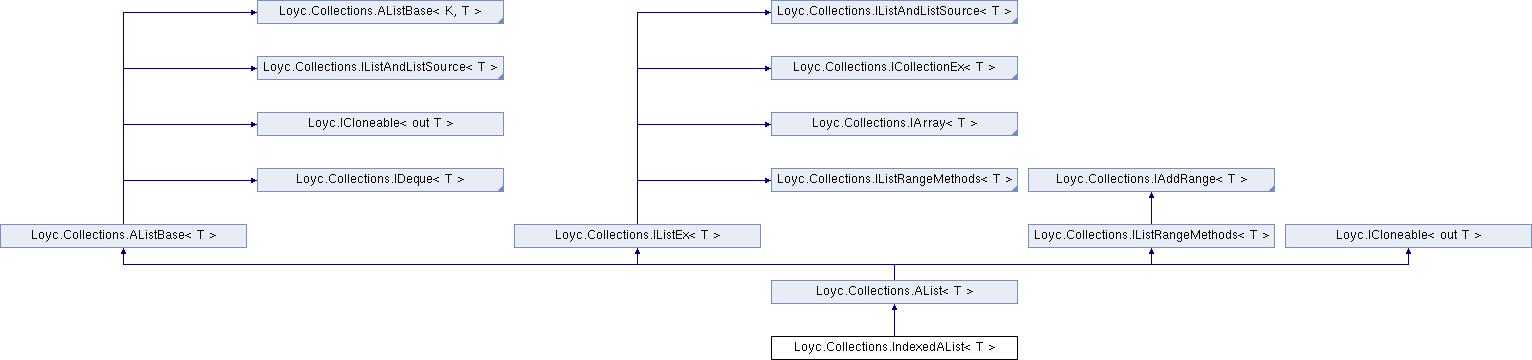 Loyc.Collections.AListBase< K, T >
Loyc.Collections.IListAndListSource< T >
Loyc.Collections.IListAndListSource< T >
Loyc.Collections.ICollectionEx< T >
Loyc.ICloneable< out T >
Loyc.Collections.IArray< T >
Loyc.Collections.IDeque< T >
Loyc.Collections.IListRangeMethods< T >
Loyc.Collections.IAddRange< T >
Loyc.Collections.AListBase< T >
Loyc.Collections.IListEx< T >
Loyc.Collections.IListRangeMethods< T >
Loyc.ICloneable< out T >
Loyc.Collections.AList< T >
Loyc.Collections.IndexedAList< T >